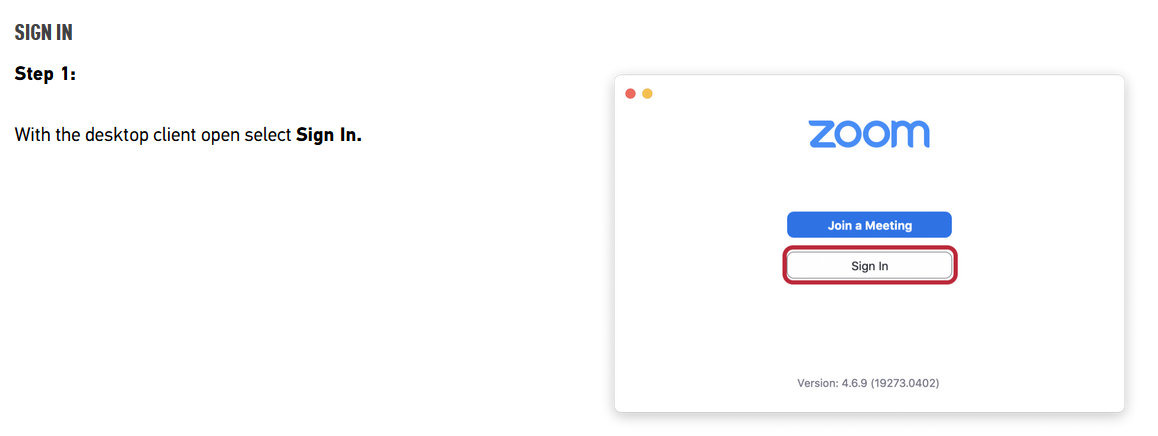 SIGN IN
Step 1:
With the desktop client open select Sign In.
zoom
Join a Meeting
Sign In
Version: 4.6.9 (19273.0402)